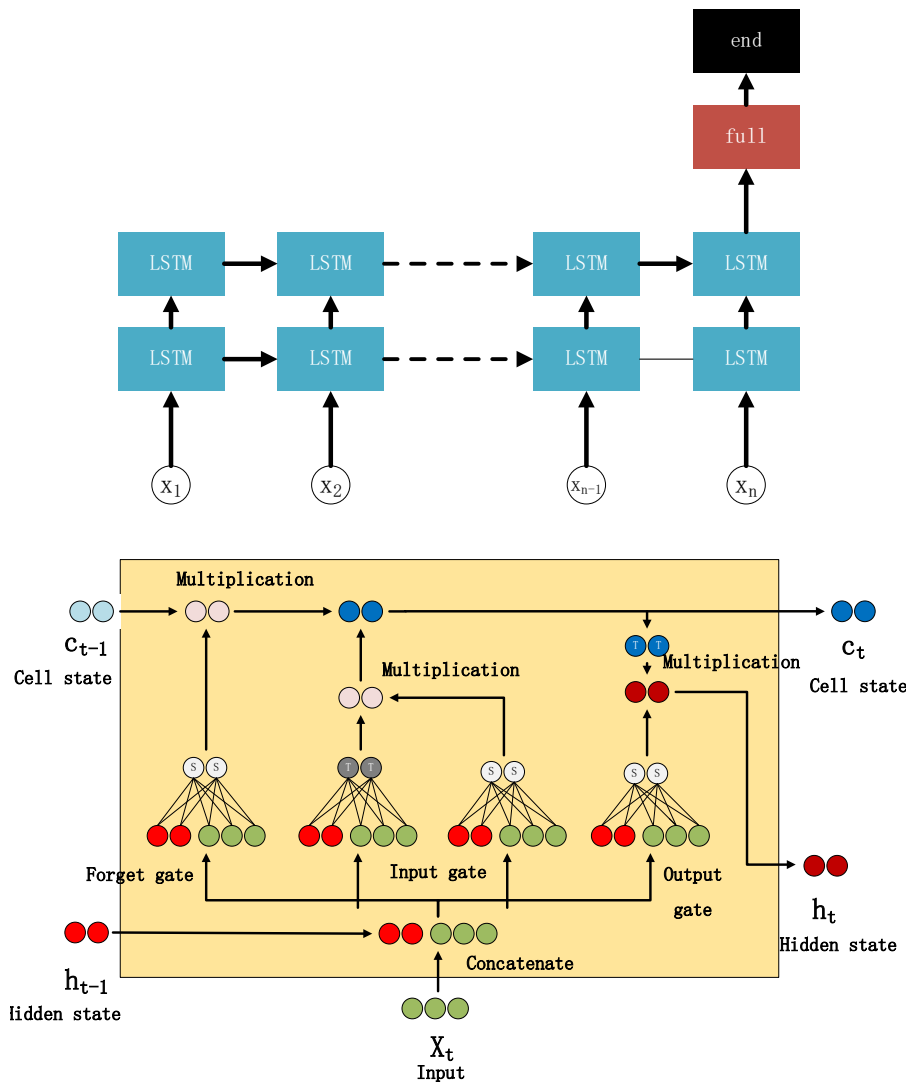 end
full
LSTM LSTM LSTM LSTM
LSTM LSTM LSTM LSTM
x₁ x₂ xₙ₋₁ xₙ
Multiplication
cₜ₋₁
Cell state
T T
Multiplication
cₜ
Cell state
Multiplication
S S
T T
S S
S S
Forget gate
Input gate
Output
gate
hₜ
Hidden state
Concatenate
hₜ₋₁
Hidden state
Xₜ
Input